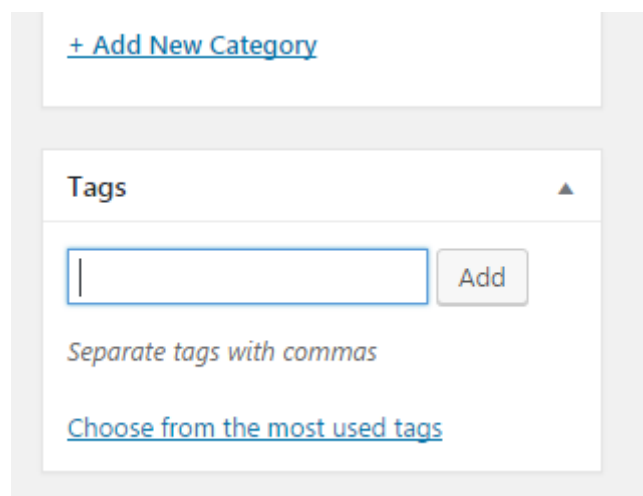 + Add New Category
Tags
Add
Separate tags with commas
Choose from the most used tags